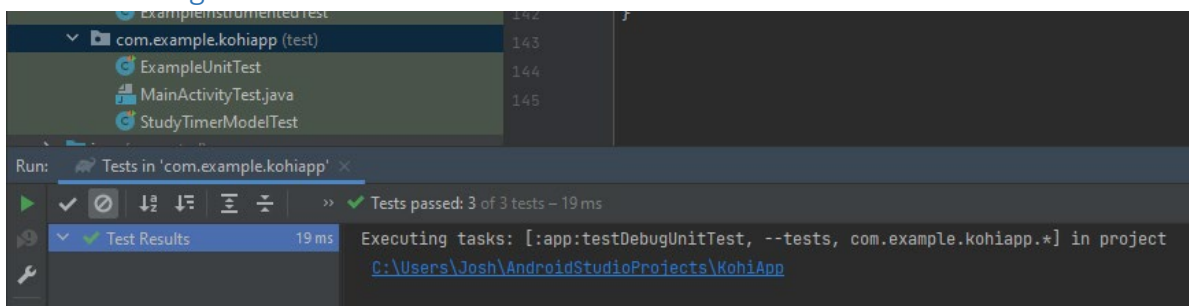 ExampleInstrumentedTest
142 }
com.example.kohiapp (test)
143
ExampleUnitTest
144
MainActivityTest.java
145
StudyTimerModelTest
Run: Tests in 'com.example.kohiapp' ×
» Tests passed: 3 of 3 tests – 19 ms
Test Results 19 ms
Executing tasks: [:app:testDebugUnitTest, --tests, com.example.kohiapp.*] in project
C:\Users\Josh\AndroidStudioProjects\KohiApp